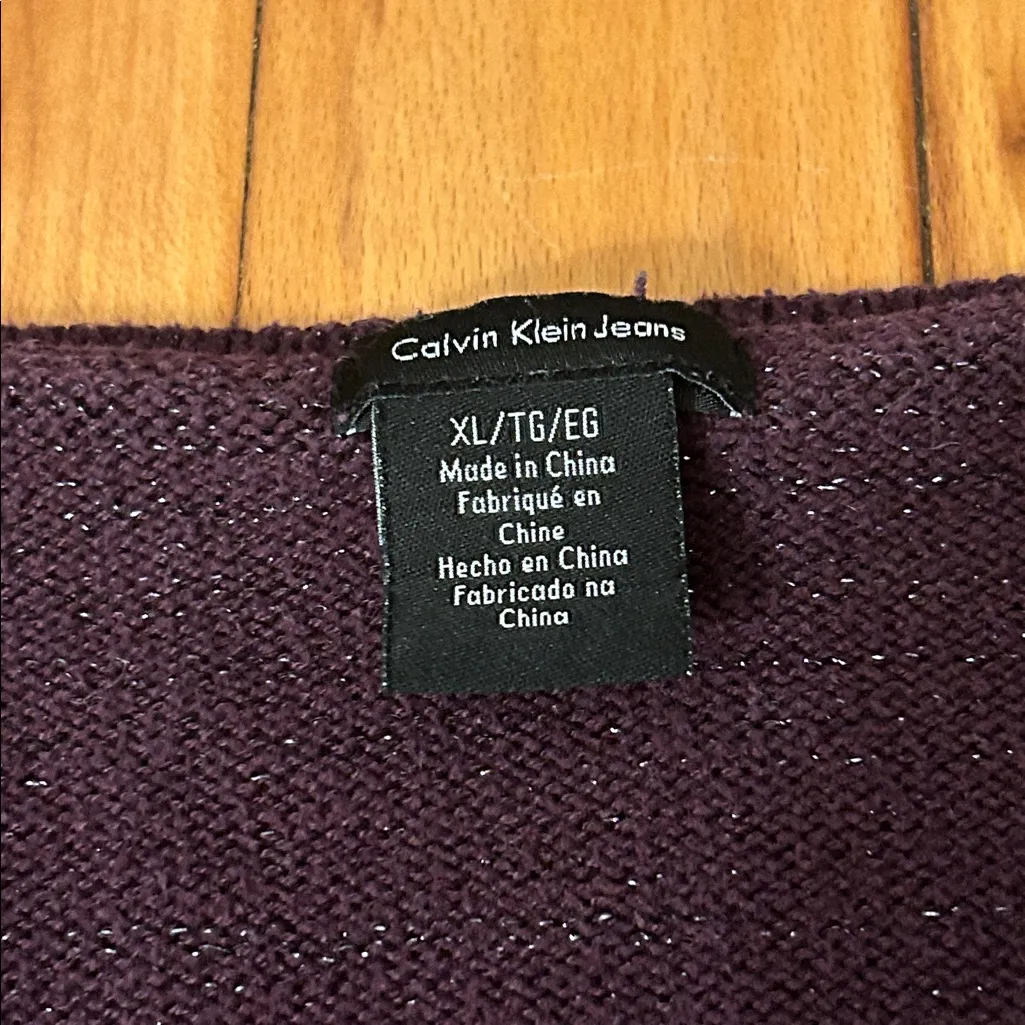 Calvin Klein Jeans
XL/TG/EG
Made in China
Fabriqué en
Chine
Hecho en China
Fabricado na
China